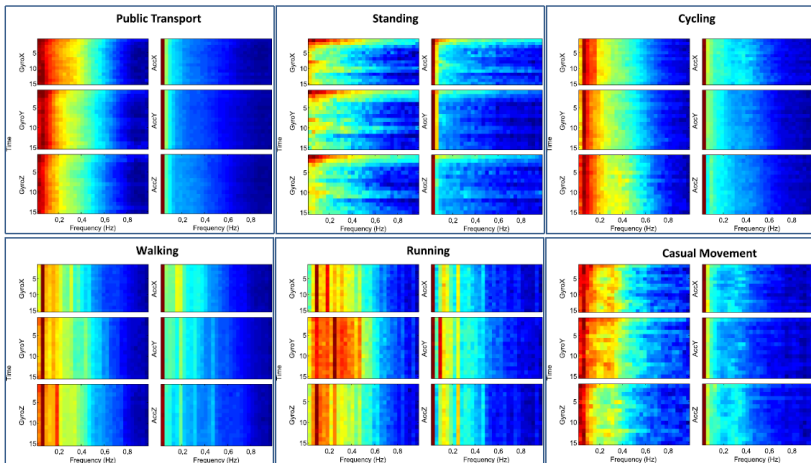 Public Transport
GyroX
5
10
15
AccX
GyroY
5
10
15
AccY
Time
GyroZ
5
10
15
AccZ
0,2 0,4 0,6 0,8
0,2 0,4 0,6 0,8
Frequency (Hz)
Frequency (Hz)
Standing
GyroX
5
10
15
AccX
GyroY
5
10
15
AccY
Time
GyroZ
5
10
15
AccZ
0,2 0,4 0,6 0,8
0,2 0,4 0,6 0,8
Frequency (Hz)
Frequency (Hz)
Cycling
GyroX
5
10
15
AccX
GyroY
5
10
15
AccY
Time
GyroZ
5
10
15
AccZ
0,2 0,4 0,6 0,8
0,2 0,4 0,6 0,8
Frequency (Hz)
Frequency (Hz)
Walking
GyroX
5
10
15
AccX
GyroY
5
10
15
AccY
Time
GyroZ
5
10
15
AccZ
0,2 0,4 0,6 0,8
0,2 0,4 0,6 0,8
Frequency (Hz)
Frequency (Hz)
Running
GyroX
5
10
15
AccX
GyroY
5
10
15
AccY
Time
GyroZ
5
10
15
AccZ
0,2 0,4 0,6 0,8
0,2 0,4 0,6 0,8
Frequency (Hz)
Frequency (Hz)
Casual Movement
GyroX
5
10
15
AccX
GyroY
5
10
15
AccY
Time
GyroZ
5
10
15
AccZ
0,2 0,4 0,6 0,8
0,2 0,4 0,6 0,8
Frequency (Hz)
Frequency (Hz)